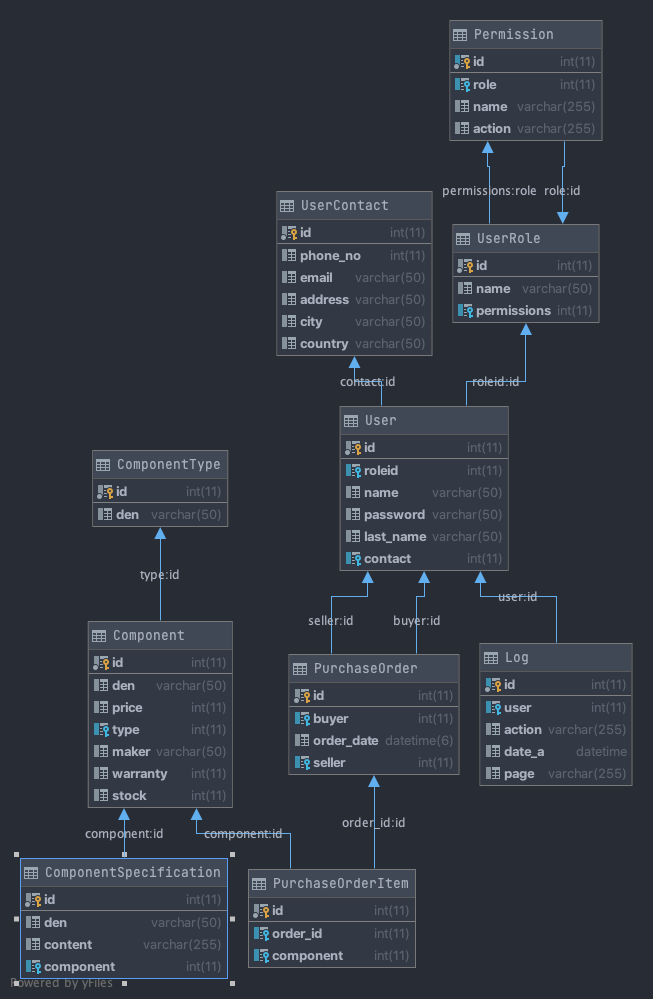 Permission
id int(11)
role int(11)
name varchar(255)
action varchar(255)
permissions:role role:id
UserContact
id int(11)
phone_no int(11)
email varchar(50)
address varchar(50)
city varchar(50)
country varchar(50)
UserRole
id int(11)
name varchar(50)
permissions int(11)
contact:id
roleid:id
User
id int(11)
roleid int(11)
name varchar(50)
password varchar(50)
last_name varchar(50)
contact int(11)
ComponentType
id int(11)
den varchar(50)
type:id
seller:id
buyer:id
user:id
Component
id int(11)
den varchar(50)
price int(11)
type int(11)
maker varchar(50)
warranty int(11)
stock int(11)
PurchaseOrder
id int(11)
buyer int(11)
order_date datetime(6)
seller int(11)
Log
id int(11)
user int(11)
action varchar(255)
date_a datetime
page varchar(255)
component:id
component:id
order_id:id
ComponentSpecification
id int(11)
den varchar(50)
content varchar(255)
component int(11)
PurchaseOrderItem
id int(11)
order_id int(11)
component int(11)
Powered by yFiles